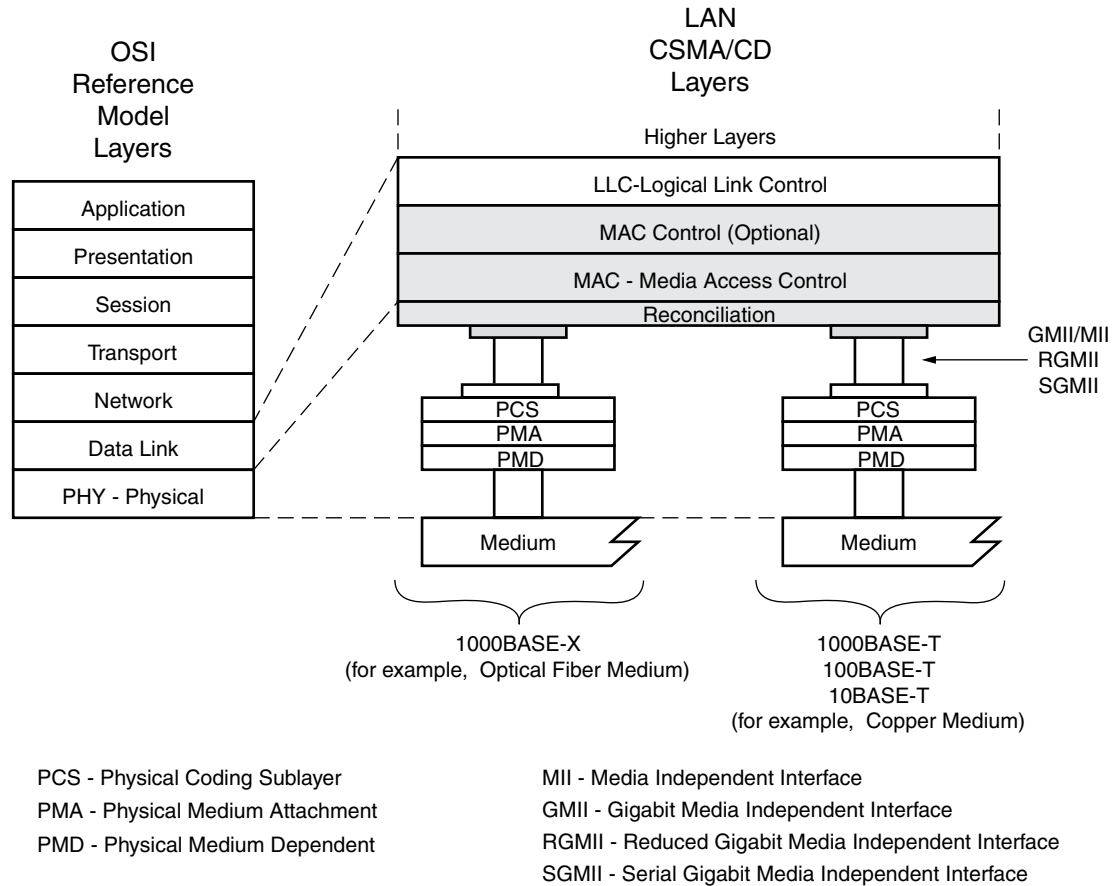 OSI
Reference
Model
Layers
LAN
CSMA/CD
Layers
Application
Presentation
Session
Transport
Network
Data Link
PHY - Physical
Higher Layers
LLC-Logical Link Control
MAC Control (Optional)
MAC - Media Access Control
Reconciliation
GMII/MII
RGMII
SGMII
PCS
PMA
PMD
Medium
PCS
PMA
PMD
Medium
1000BASE-X
(for example, Optical Fiber Medium)
1000BASE-T
100BASE-T
10BASE-T
(for example, Copper Medium)
PCS - Physical Coding Sublayer
PMA - Physical Medium Attachment
PMD - Physical Medium Dependent
MII - Media Independent Interface
GMII - Gigabit Media Independent Interface
RGMII - Reduced Gigabit Media Independent Interface
SGMII - Serial Gigabit Media Independent Interface